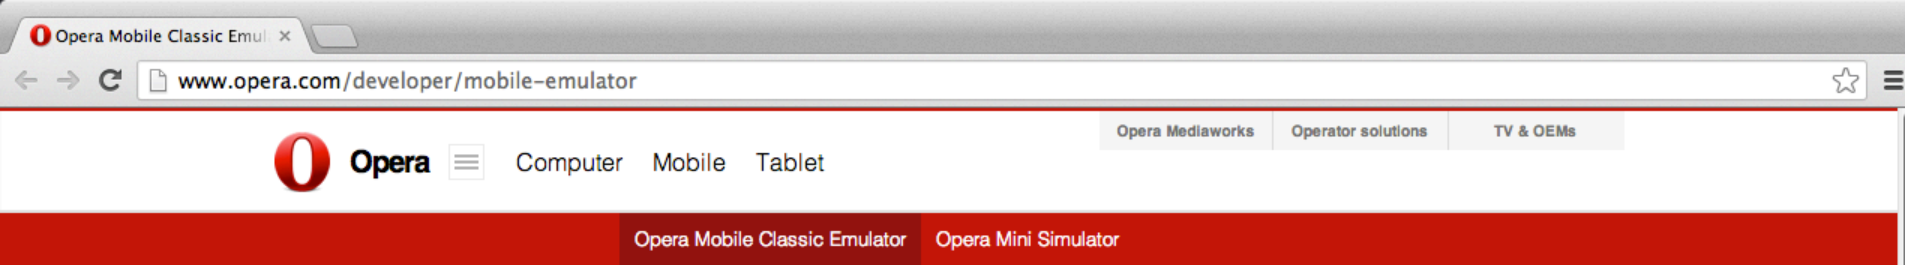 Opera Mobile Classic Emul
www.opera.com/developer/mobile-emulator
Opera Mediaworks Operator solutions TV & OEMs
Opera Computer Mobile Tablet
Opera Mobile Classic Emulator Opera Mini Simulator